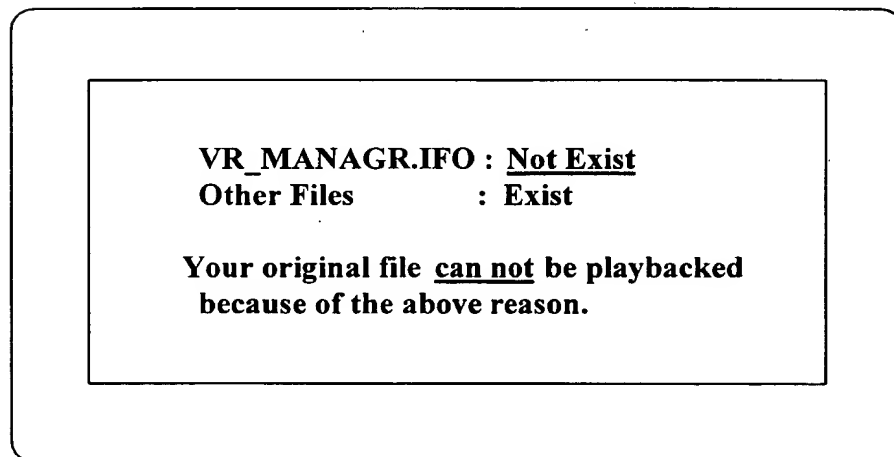 VR_MANAGR.IFO : Not Exist
Other Files : Exist
Your original file can not be playbacked
because of the above reason.